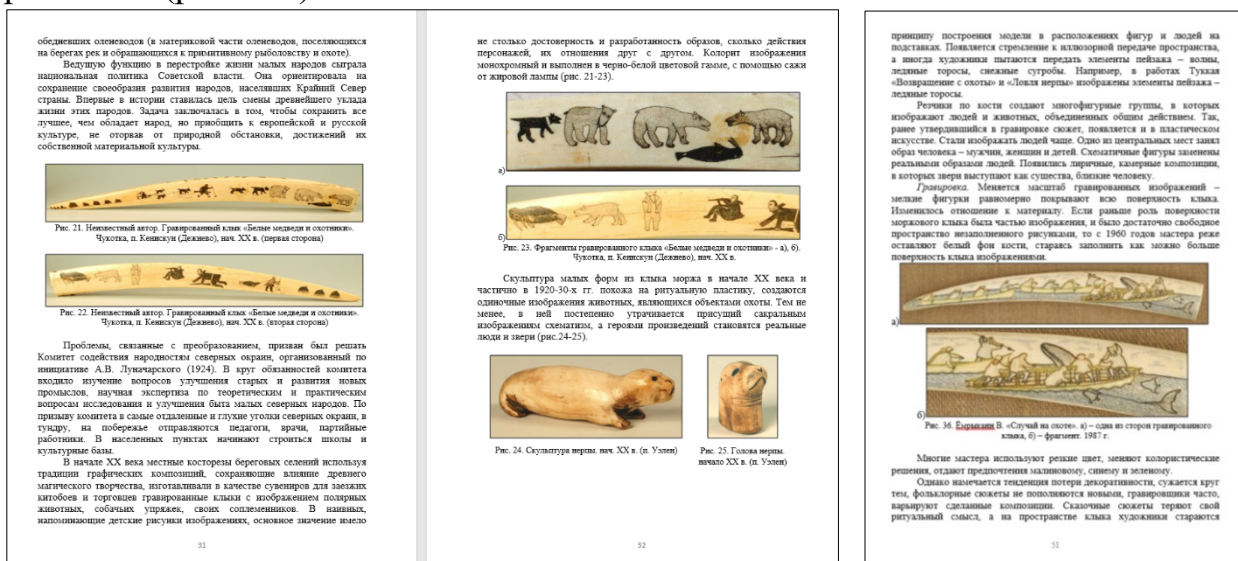 обедневших оленеводов (в материковой части оленеводов, поселяющихся
на берегах рек и обращающихся к примитивному рыболовству и охоте).
Ведущую функцию в перестройке жизни малых народов сыграла
национальная политика Советской власти. Она ориентировала на
сохранение своеобразия развития народов, населявших Крайний Север
страны. Впервые в истории ставилась цель смены древнейшего уклада
жизни этих народов. Задача заключалась в том, чтобы сохранить все
лучшее, чем обладает народ, но приобщить к европейской и русской
культуре, не оторвав от природной обстановки, достижений их
собственной материальной культуры.
Рис. 21. Неизвестный автор. Гравированный клык «Белые медведи и охотники».
Чукотка, п. Кенискун (Дежнево), нач. XX в. (первая сторона)
Рис. 22. Неизвестный автор. Гравированный клык «Белые медведи и охотники».
Чукотка, п. Кенискун (Дежнево), нач. XX в. (вторая сторона)
Проблемы, связанные с преобразованием, призван был решать
Комитет содействия народностям северных окраин, организованный по
инициативе А.В. Луначарского (1924). В круг обязанностей комитета
входило изучение вопросов улучшения старых и развития новых
промыслов, научная экспертиза по теоретическим и практическим
вопросам исследования и улучшения быта малых северных народов. По
призыву комитета в самые отдаленные и глухие уголки северных окраин, в
тундру, на побережье отправляются педагоги, врачи, партийные
работники. В населенных пунктах начинают строиться школы и
культурные базы.
В начале XX века местные косторезы береговых селений используя
традиции графических композиций, сохраняющие влияние древнего
магического творчества, изготавливали в качестве сувениров для заезжих
китобоев и торговцев гравированные клыки с изображением полярных
животных, собачьих упряжек, своих соплеменников. В наивных,
напоминающие детские рисунки изображениях, основное значение имело
31
не столько достоверность и разработанность образов, сколько действия
персонажей, их отношения друг с другом. Колорит изображения
монохромный и выполнен в черно-белой цветовой гамме, с помощью сажи
от жировой лампы (рис. 21-23).
а)
б)
Рис. 23. Фрагменты гравированного клыка «Белые медведи и охотники» - а), б).
Чукотка, п. Кенискун (Дежнево), нач. XX в.
Скульптура малых форм из клыка моржа в начале XX века и
частично в 1920-30-х гг. похожа на ритуальную пластику, создаются
одиночные изображения животных, являющихся объектами охоты. Тем не
менее, в ней постепенно утрачивается присущий сакральным
изображениям схематизм, а героями произведений становятся реальные
люди и звери (рис.24-25).
Рис. 24. Скульптура нерпы. нач. XX в. (п. Уэлен)
Рис. 25. Голова нерпы.
начало XX в. (п. Уэлен)
32
принципу построения модели в расположениях фигур и людей на
подставках. Появляется стремление к иллюзорной передаче пространства,
а иногда художники пытаются передать элементы пейзажа – волны,
ледяные торосы, снежные сугробы. Например, в работах Туккая
«Возвращение с охоты» и «Ловля нерпы» изображены элементы пейзажа –
ледяные торосы.
Резчики по кости создают многофигурные группы, в которых
изображают людей и животных, объединенных общим действием. Так,
ранее утвердившийся в гравировке сюжет, появляется и в пластическом
искусстве. Стали изображать людей чаще. Одно из центральных мест занял
образ человека – мужчин, женщин и детей. Схематичные фигуры заменены
реальными образами людей. Появились лиричные, камерные композиции,
в которых звери выступают как существа, близкие человеку.
Гравировка. Меняется масштаб гравированных изображений –
мелкие фигурки равномерно покрывают всю поверхность клыка.
Изменилось отношение к материалу. Если раньше роль поверхности
моржового клыка была частью изображения, и было достаточно свободное
пространство незаполненного рисунками, то с 1960 годов мастера реже
оставляют белый фон кости, стараясь заполнить как можно больше
поверхность клыка изображениями.
а)
б)
Рис. 36. Ёмрыкаин В. «Случай на охоте». а) – одна из сторон гравированного
клыка, б) – фрагмент. 1987 г.
Многие мастера используют резкие цвет, меняют колористические
решения, отдают предпочтения малиновому, синему и зеленому.
Однако намечается тенденция потери декоративности, сужается круг
тем, фольклорные сюжеты не пополняются новыми, гравировщики часто,
варьируют сделанные композиции. Сказочные сюжеты теряют свой
ритуальный смысл, а на пространстве клыка художники стараются
51